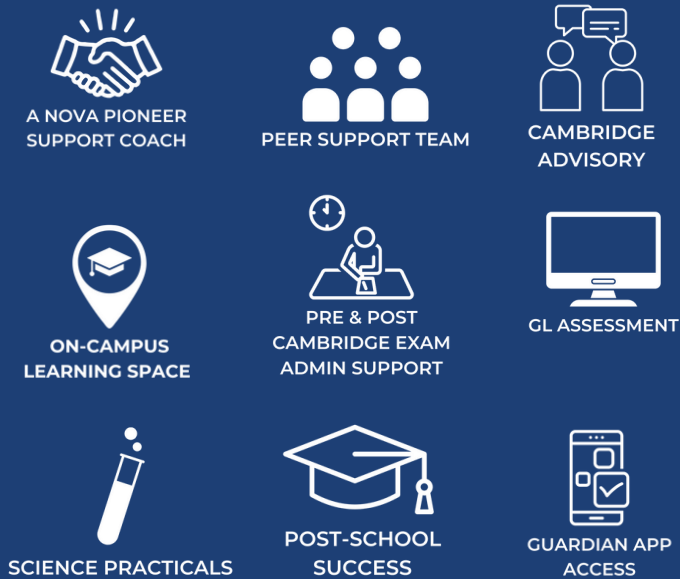 A NOVA PIONEER
SUPPORT COACH
PEER SUPPORT TEAM
CAMBRIDGE
ADVISORY
ON-CAMPUS
LEARNING SPACE
PRE & POST
CAMBRIDGE EXAM
ADMIN SUPPORT
GL ASSESSMENT
SCIENCE PRACTICALS
POST-SCHOOL
SUCCESS
GUARDIAN APP
ACCESS